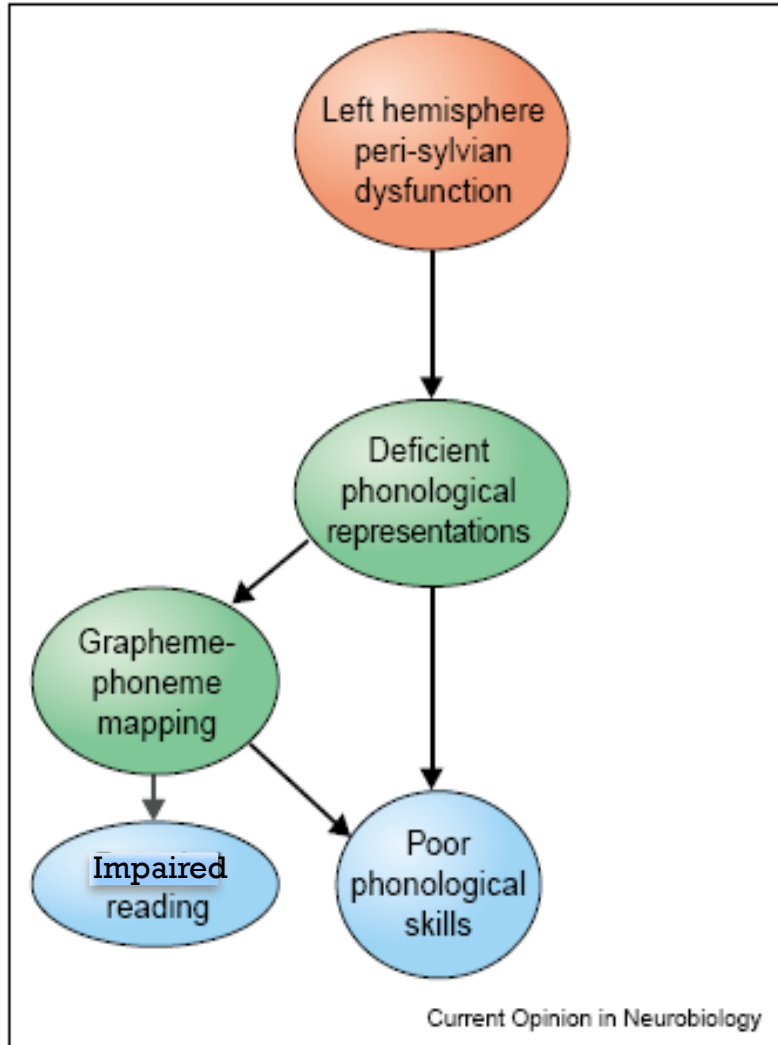 Left hemisphere
peri-sylvian
dysfunction
Deficient
phonological
representations
Grapheme-
phoneme
mapping
Impaired
reading
Poor
phonological
skills
Current Opinion in Neurobiology